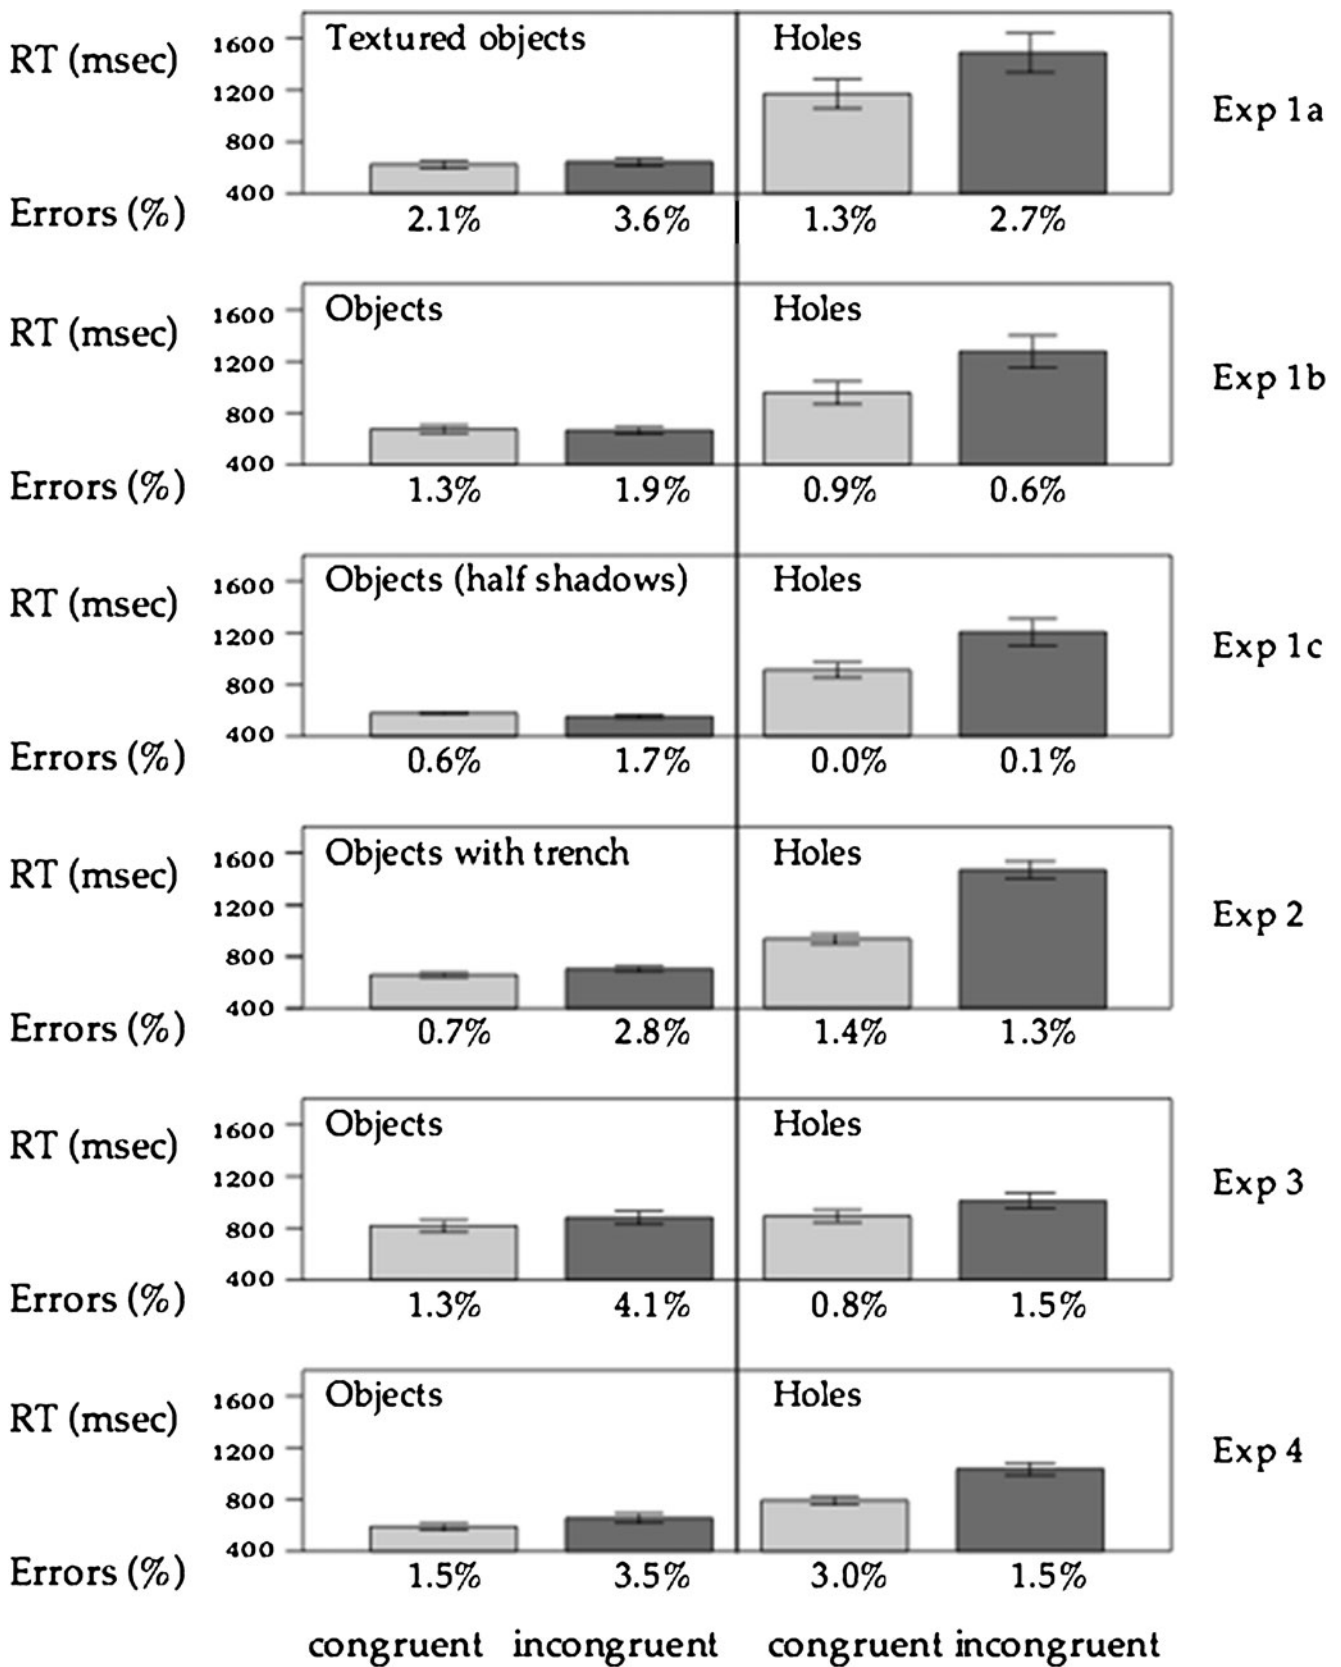 Textured objects Holes
RT (msec) 1600
1200
800
400
Exp 1a
Errors (%) 2.1% 3.6% 1.3% 2.7%
Objects Holes
RT (msec) 1600
1200
800
400
Exp 1b
Errors (%) 1.3% 1.9% 0.9% 0.6%
Objects (half shadows) Holes
RT (msec) 1600
1200
800
400
Exp 1c
Errors (%) 0.6% 1.7% 0.0% 0.1%
Objects with trench Holes
RT (msec) 1600
1200
800
400
Exp 2
Errors (%) 0.7% 2.8% 1.4% 1.3%
Objects Holes
RT (msec) 1600
1200
800
400
Exp 3
Errors (%) 1.3% 4.1% 0.8% 1.5%
Objects Holes
RT (msec) 1600
1200
800
400
Exp 4
Errors (%) 1.5% 3.5% 3.0% 1.5%
congruent incongruent congruent incongruent